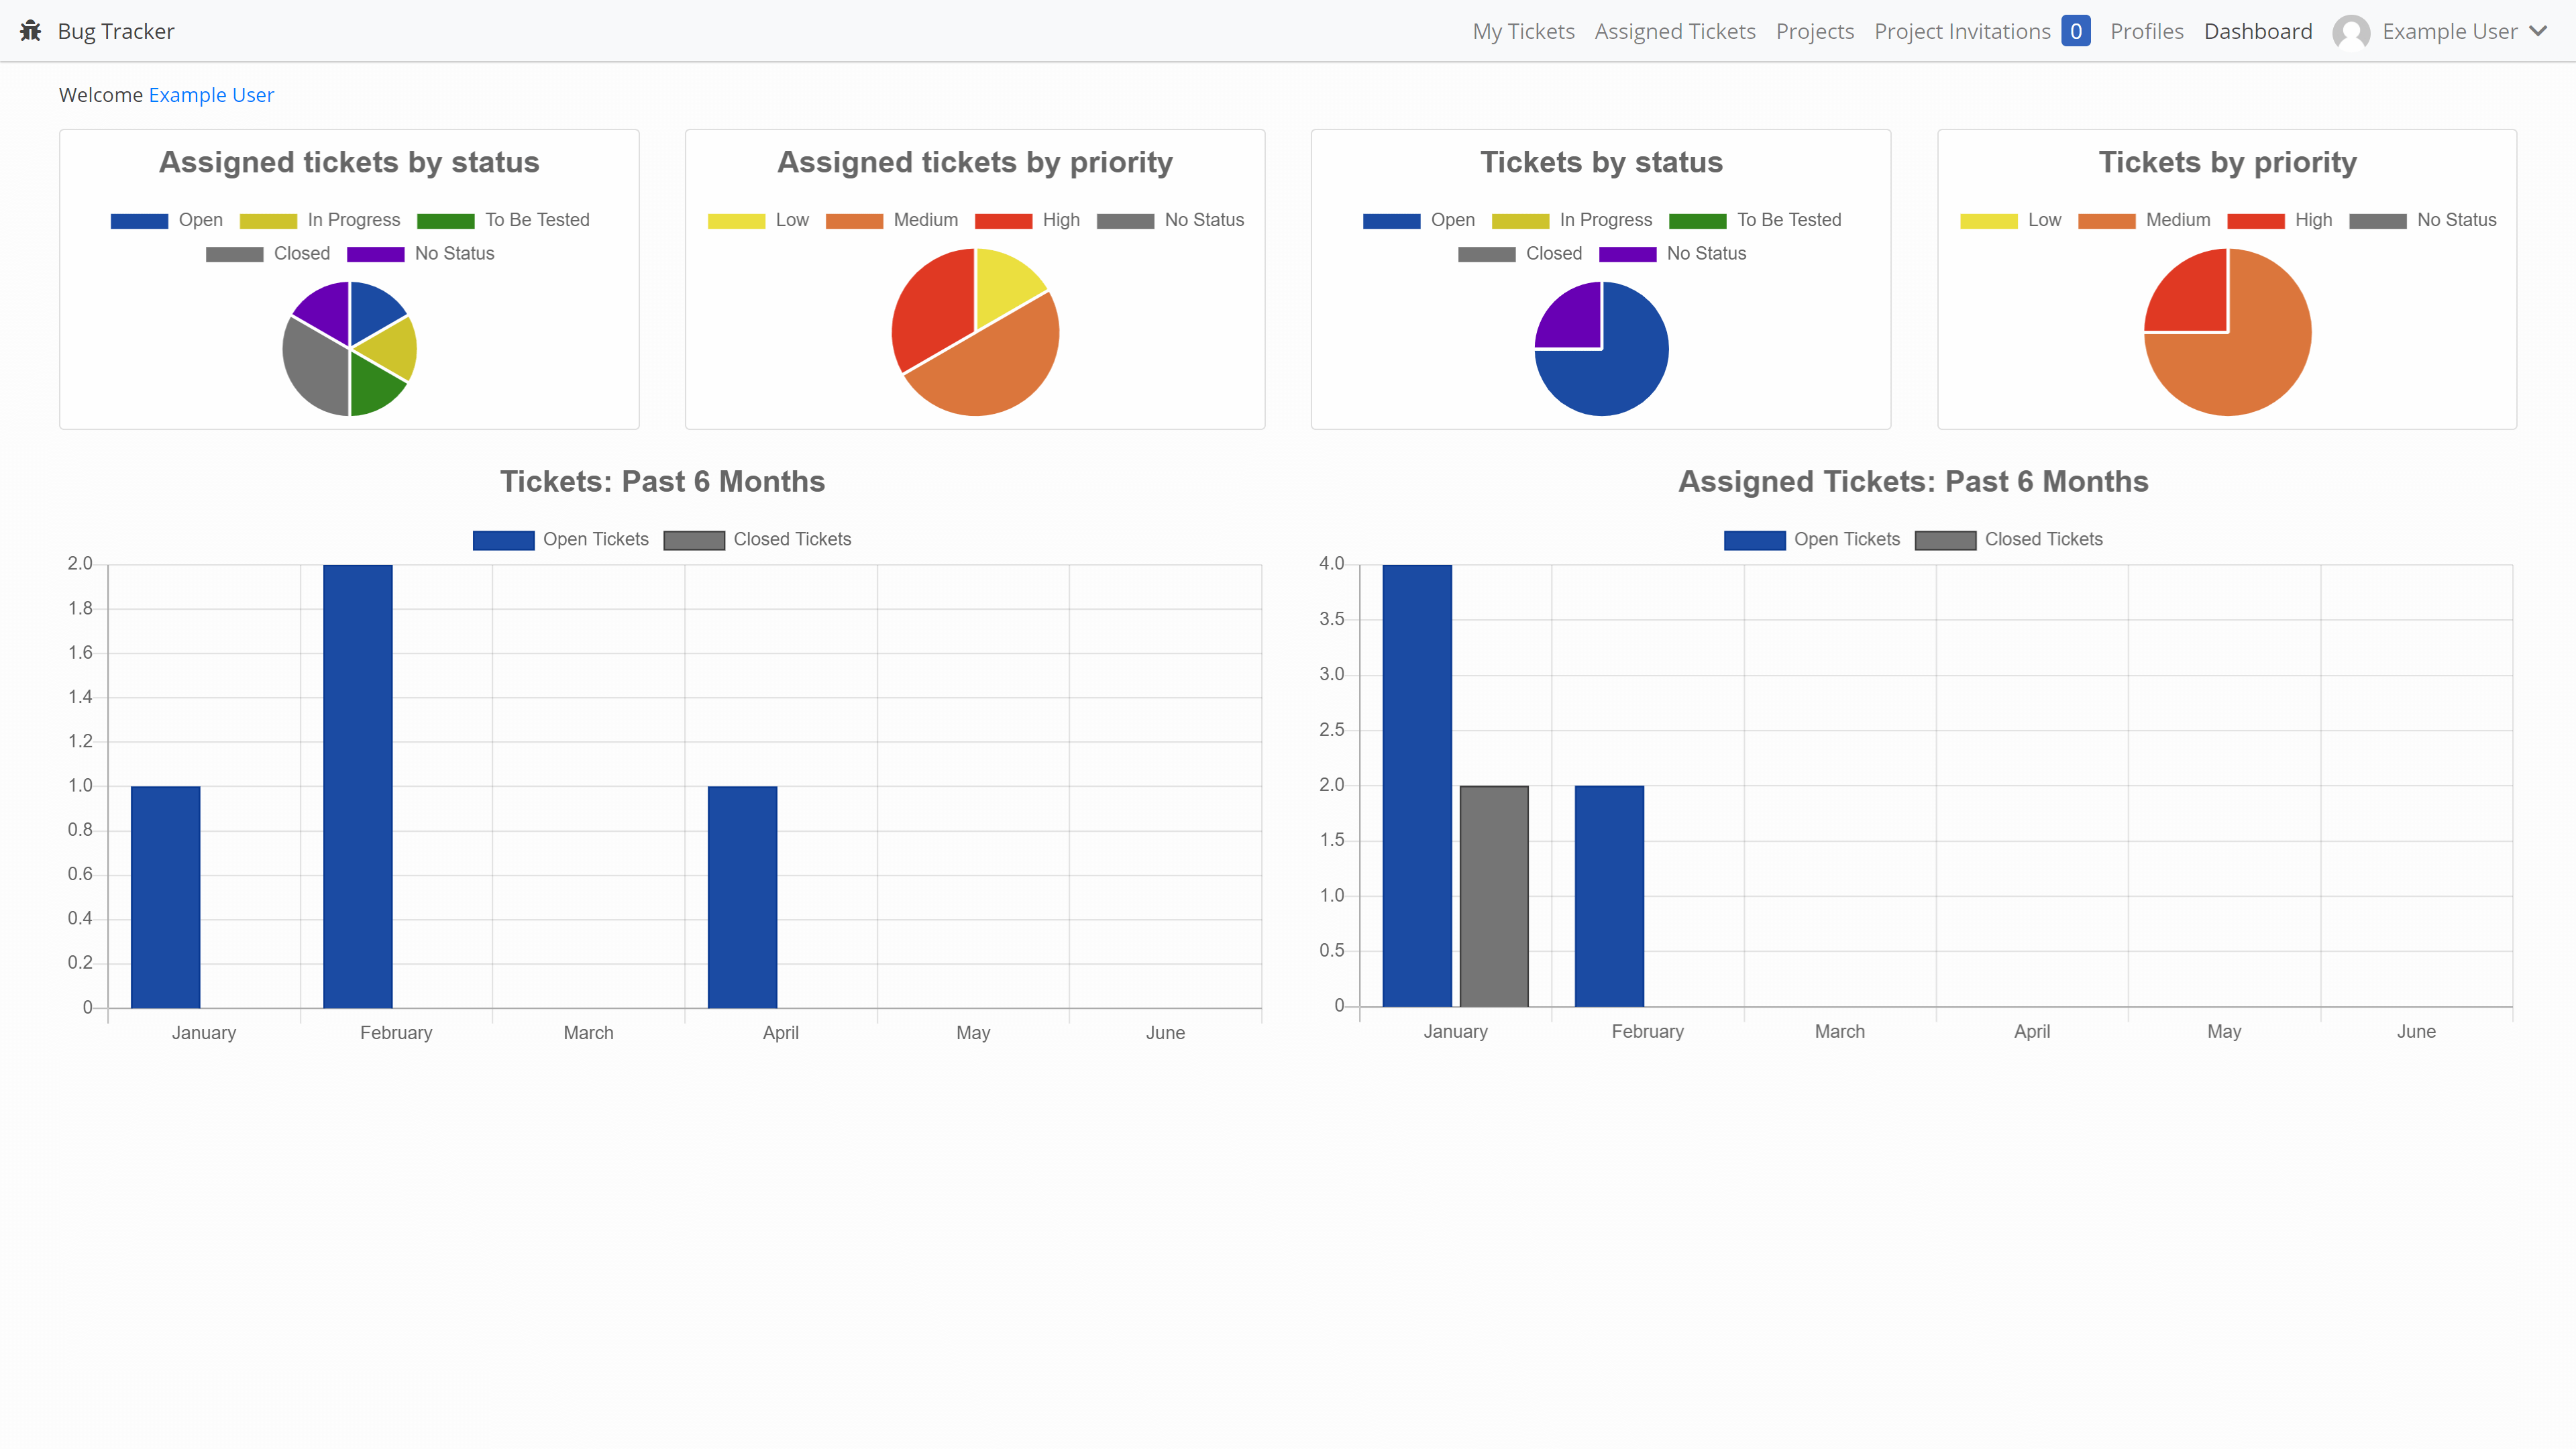 Bug Tracker
My Tickets Assigned Tickets Projects Project Invitations 0 Profiles Dashboard Example User
Welcome Example User
Assigned tickets by status
Open In Progress To Be Tested
Closed No Status
Assigned tickets by priority
Low Medium High No Status
Tickets by status
Open In Progress To Be Tested
Closed No Status
Tickets by priority
Low Medium High No Status
Tickets: Past 6 Months
Open Tickets Closed Tickets
2.0
1.8
1.6
1.4
1.2
1.0
0.8
0.6
0.4
0.2
0
January February March April May June
Assigned Tickets: Past 6 Months
Open Tickets Closed Tickets
4.0
3.5
3.0
2.5
2.0
1.5
1.0
0.5
0
January February March April May June